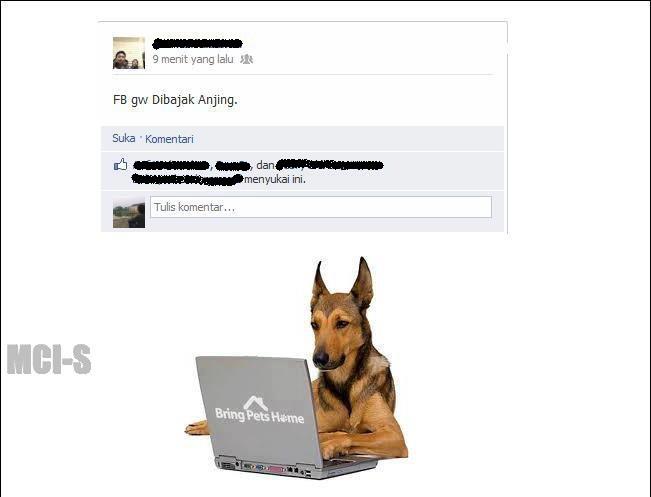 9 menit yang lalu
FB gw Dibajak Anjing.
Suka · Komentari
, , dan
menyukai ini.
Tulis komentar...
MCI-S
Bring Pets Home